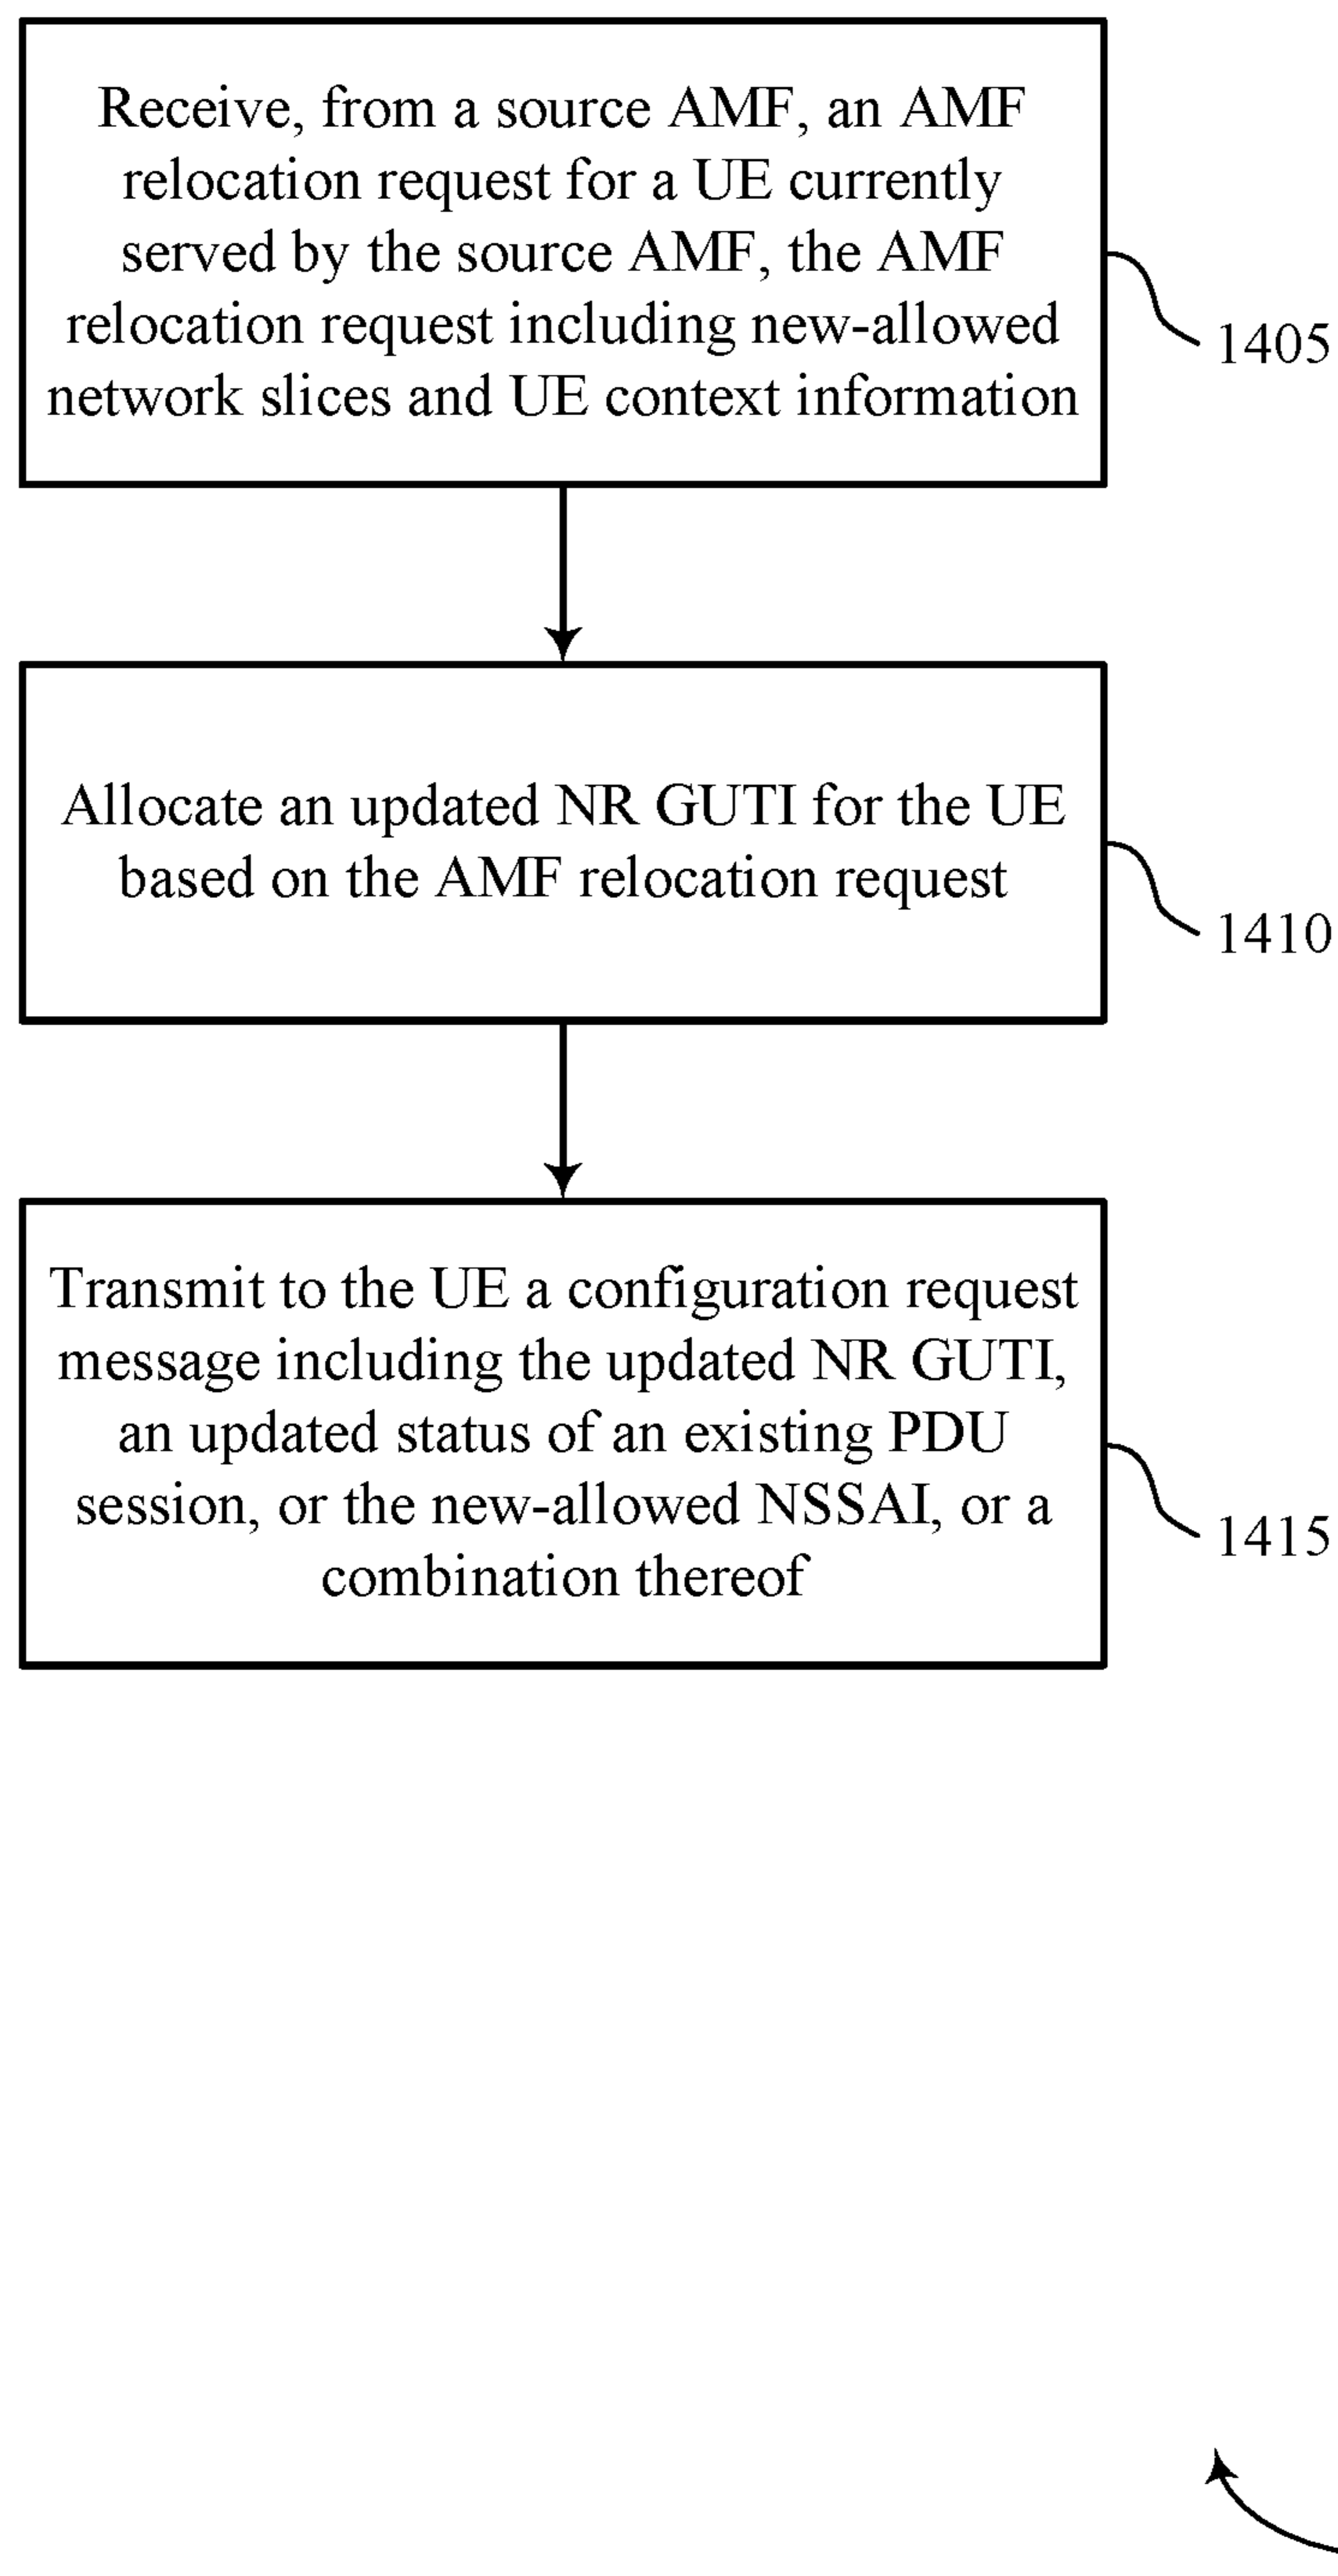 Receive, from a source AMF, an AMF
relocation request for a UE currently
served by the source AMF, the AMF
relocation request including new-allowed
network slices and UE context information
1405
Allocate an updated NR GUTI for the UE
based on the AMF relocation request
1410
Transmit to the UE a configuration request
message including the updated NR GUTI,
an updated status of an existing PDU
session, or the new-allowed NSSAI, or a
combination thereof
1415